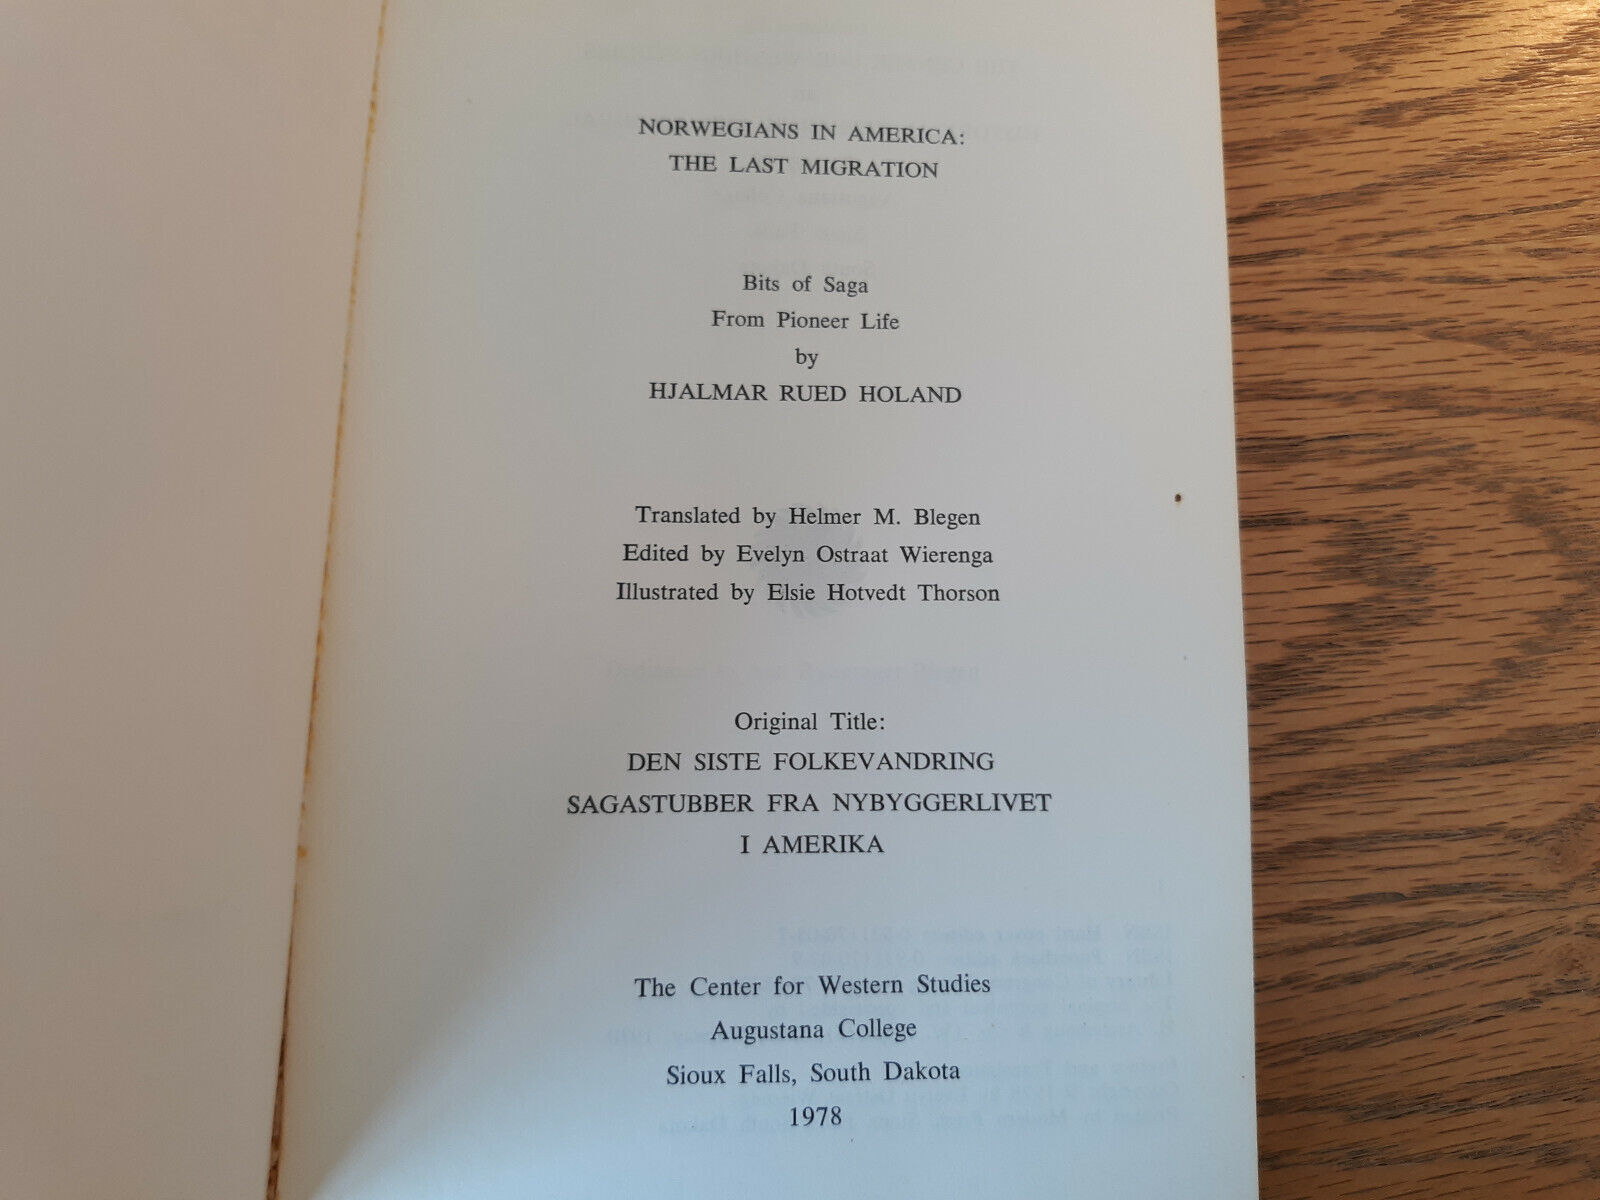 NORWEGIANS IN AMERICA:
THE LAST MIGRATION
Bits of Saga
From Pioneer Life
by
HJALMAR RUED HOLAND
Translated by Helmer M. Blegen
Edited by Evelyn Ostraat Wierenga
Illustrated by Elsie Hotvedt Thorson
Original Title:
DEN SISTE FOLKEVANDRING
SAGASTUBBER FRA NYBYGGERLIVET
I AMERIKA
The Center for Western Studies
Augustana College
Sioux Falls, South Dakota
1978